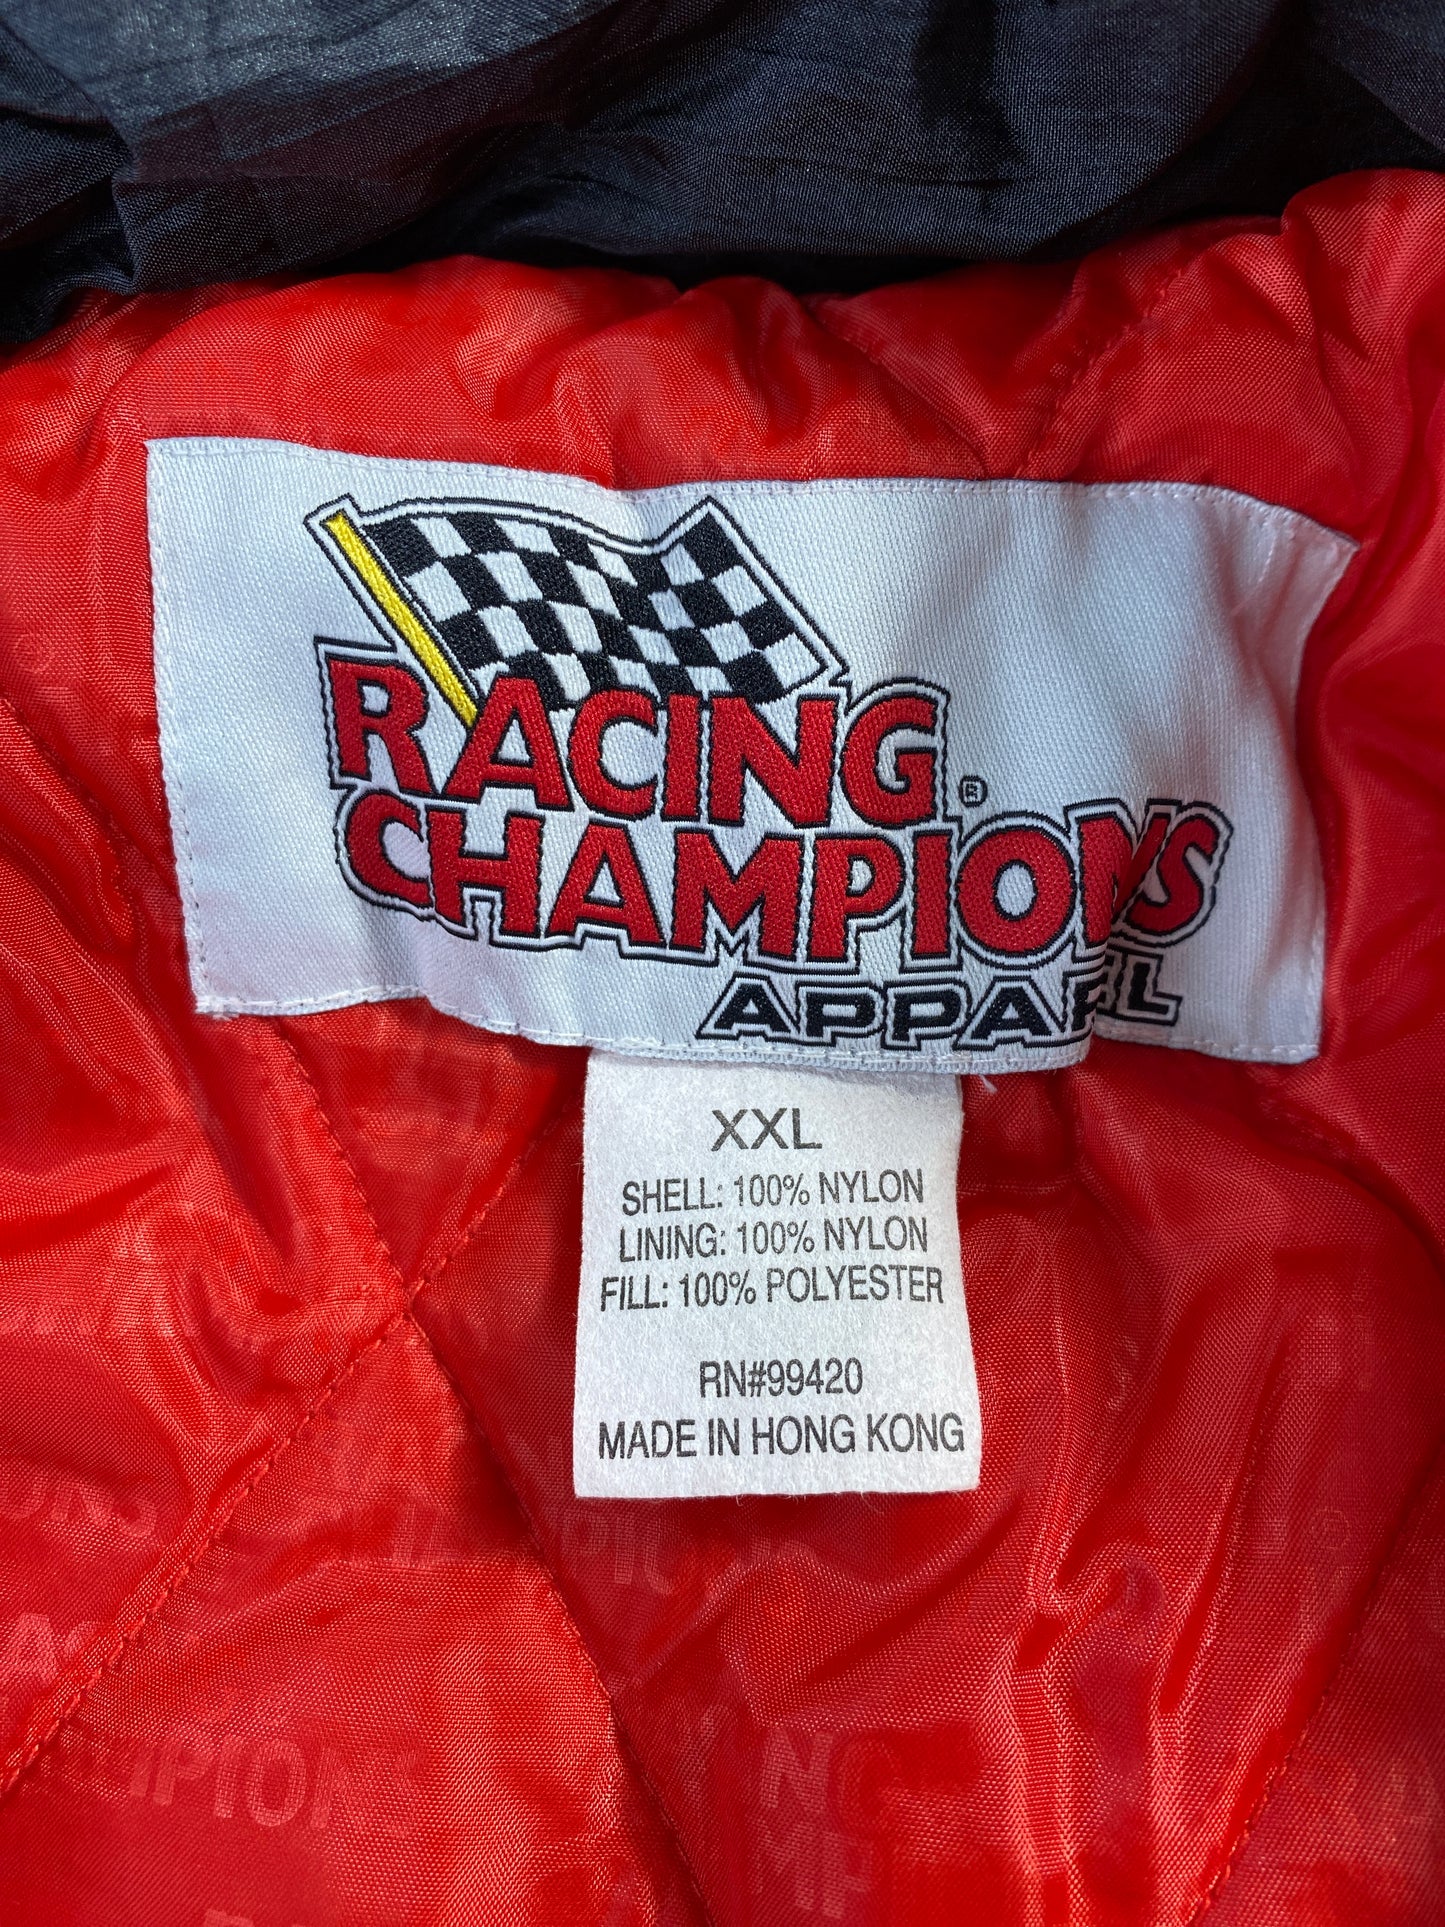 RACING
CHAMPIONS®
APPAREL
XXL
SHELL: 100% NYLON
LINING: 100% NYLON
FILL: 100% POLYESTER
RN#99420
MADE IN HONG KONG